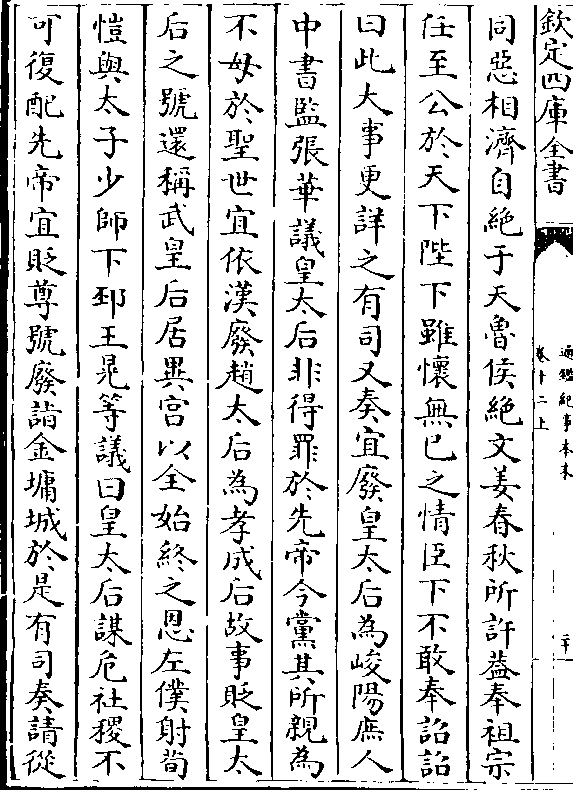 欽定四庫全書
通鑑紀事本末
卷十二上
二十
同惡相濟自絶于天魯侯絶文姜春秋所許葢奉祖宗
任至公於天下陛下雖懷無已之情臣下不敢奉詔詔
曰此大事更詳之有司又奏宜廢皇太后為峻陽庶人
中書監張華議皇太后非得罪於先帝今黨其所親為
不母於聖世宜依漢廢趙太后為孝成后故事貶皇太
后之號還稱武皇后居異宮以全始終之恩左僕射荀
愷與太子少師下邳王晃等議曰皇太后謀危社稷不
可復配先帝宜貶尊號廢詣金墉城於是有司奏請從